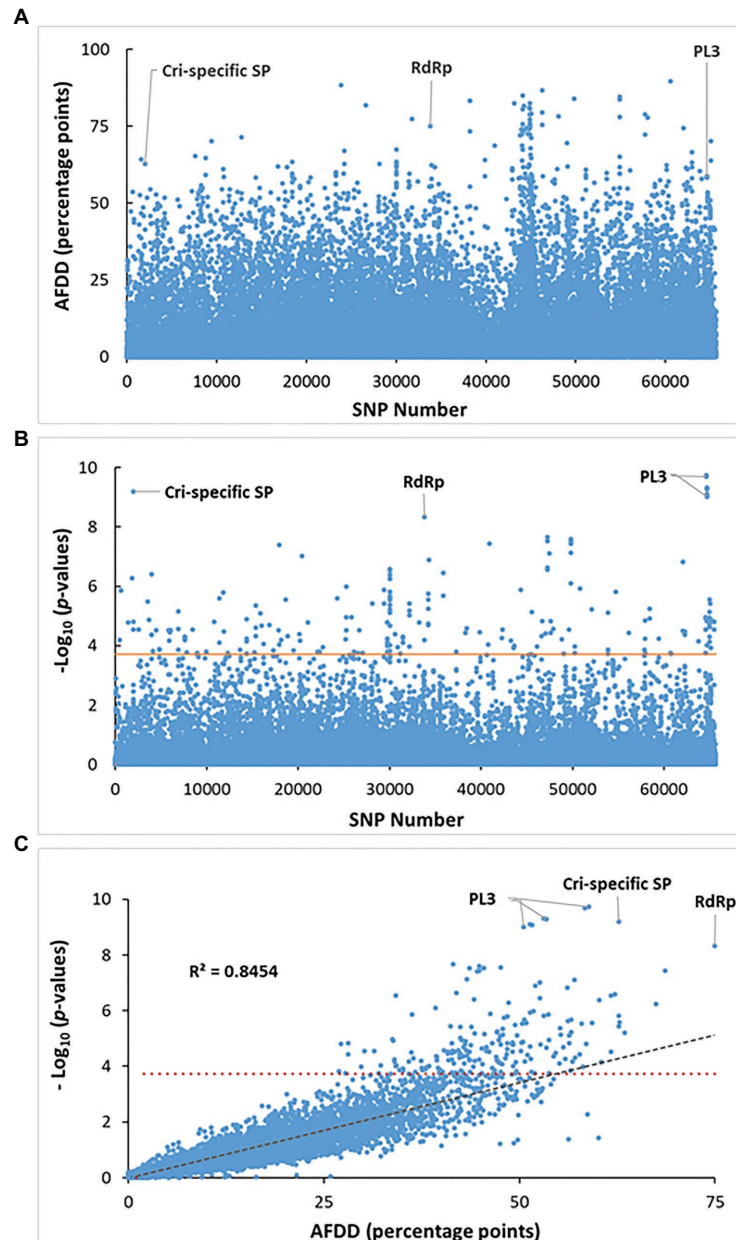 A
100
75
50
25
0
AFDD (percentage points)
Cri-specific SP
RdRp
PL3
0 10000 20000 30000 40000 50000 60000
SNP Number
B
10
8
6
4
2
0
-Log10 (p-values)
Cri-specific SP
RdRp
PL3
0 10000 20000 30000 40000 50000 60000
SNP Number
C
10
8
6
4
2
0
- Log10 (p-values)
PL3
Cri-specific SP
RdRp
R² = 0.8454
0 25 50 75
AFDD (percentage points)